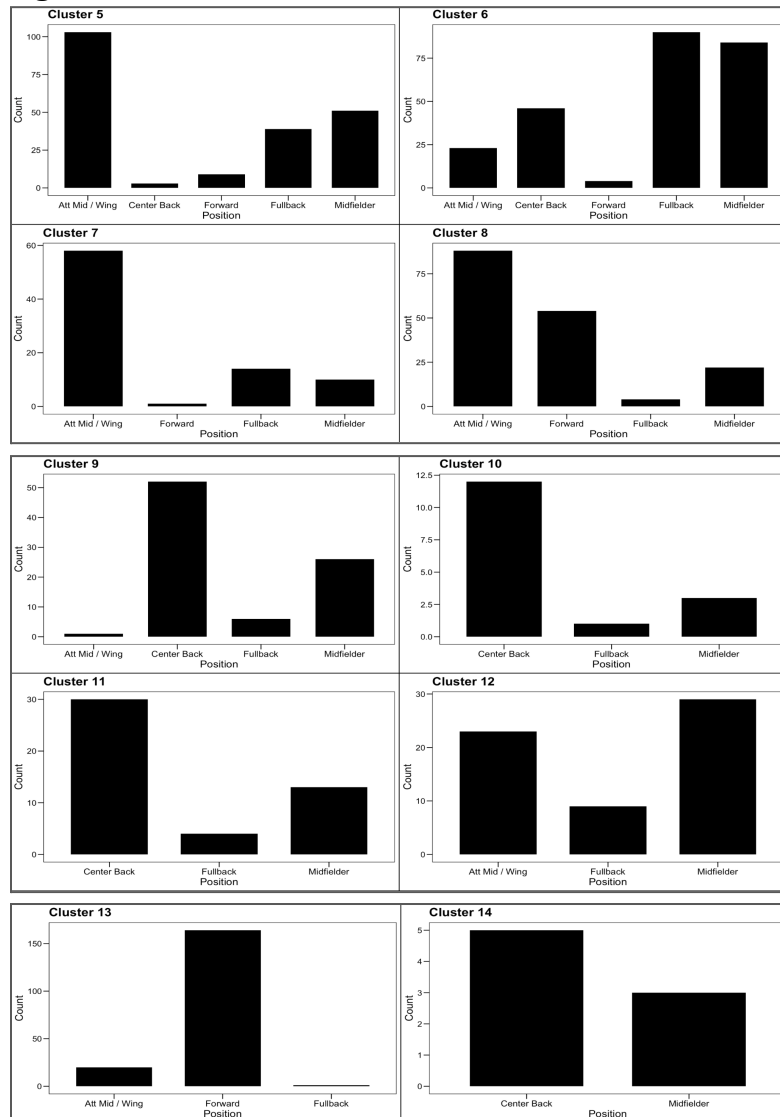 Cluster 5
100
75
50
25
0
Count
Att Mid / Wing Center Back Forward Fullback Midfielder
Position
Cluster 6
75
50
25
0
Count
Att Mid / Wing Center Back Forward Fullback Midfielder
Position
Cluster 7
60
40
20
0
Count
Att Mid / Wing Forward Fullback Midfielder
Position
Cluster 8
75
50
25
0
Count
Att Mid / Wing Forward Fullback Midfielder
Position
Cluster 9
50
40
30
20
10
0
Count
Att Mid / Wing Center Back Fullback Midfielder
Position
Cluster 10
12.5
10.0
7.5
5.0
2.5
0.0
Count
Center Back Fullback Midfielder
Position
Cluster 11
30
20
10
0
Count
Center Back Fullback Midfielder
Position
Cluster 12
30
20
10
0
Count
Att Mid / Wing Fullback Midfielder
Position
Cluster 13
150
100
50
0
Count
Att Mid / Wing Forward Fullback
Position
Cluster 14
5
4
3
2
1
0
Count
Center Back Midfielder
Position